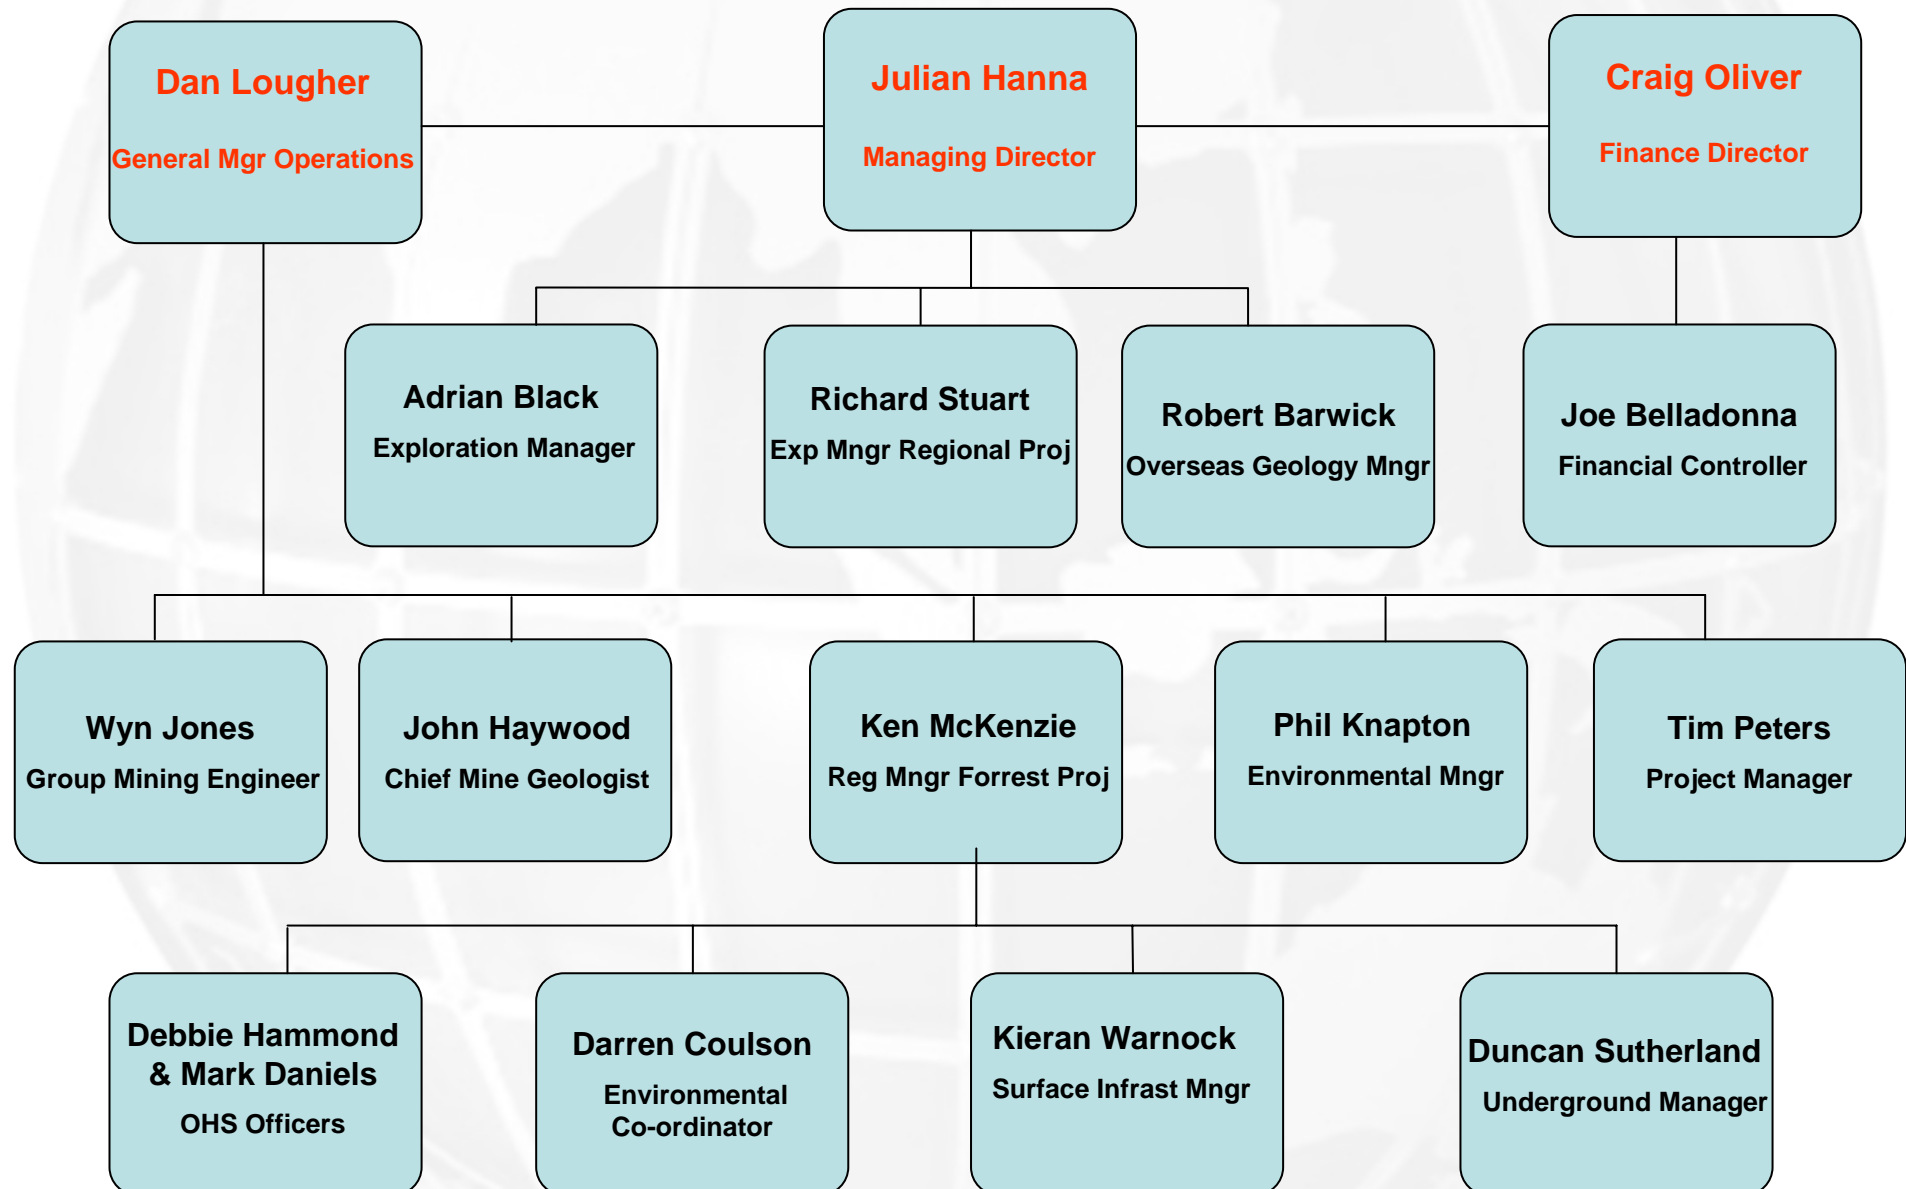 Dan Lougher
General Mgr Operations
Julian Hanna
Managing Director
Craig Oliver
Finance Director
Adrian Black
Exploration Manager
Richard Stuart
Exp Mngr Regional Proj
Robert Barwick
Overseas Geology Mngr
Joe Belladonna
Financial Controller
Wyn Jones
Group Mining Engineer
John Haywood
Chief Mine Geologist
Ken McKenzie
Reg Mngr Forrest Proj
Phil Knapton
Environmental Mngr
Tim Peters
Project Manager
Debbie Hammond
& Mark Daniels
OHS Officers
Darren Coulson
Environmental
Co-ordinator
Kieran Warnock
Surface Infrast Mngr
Duncan Sutherland
Underground Manager